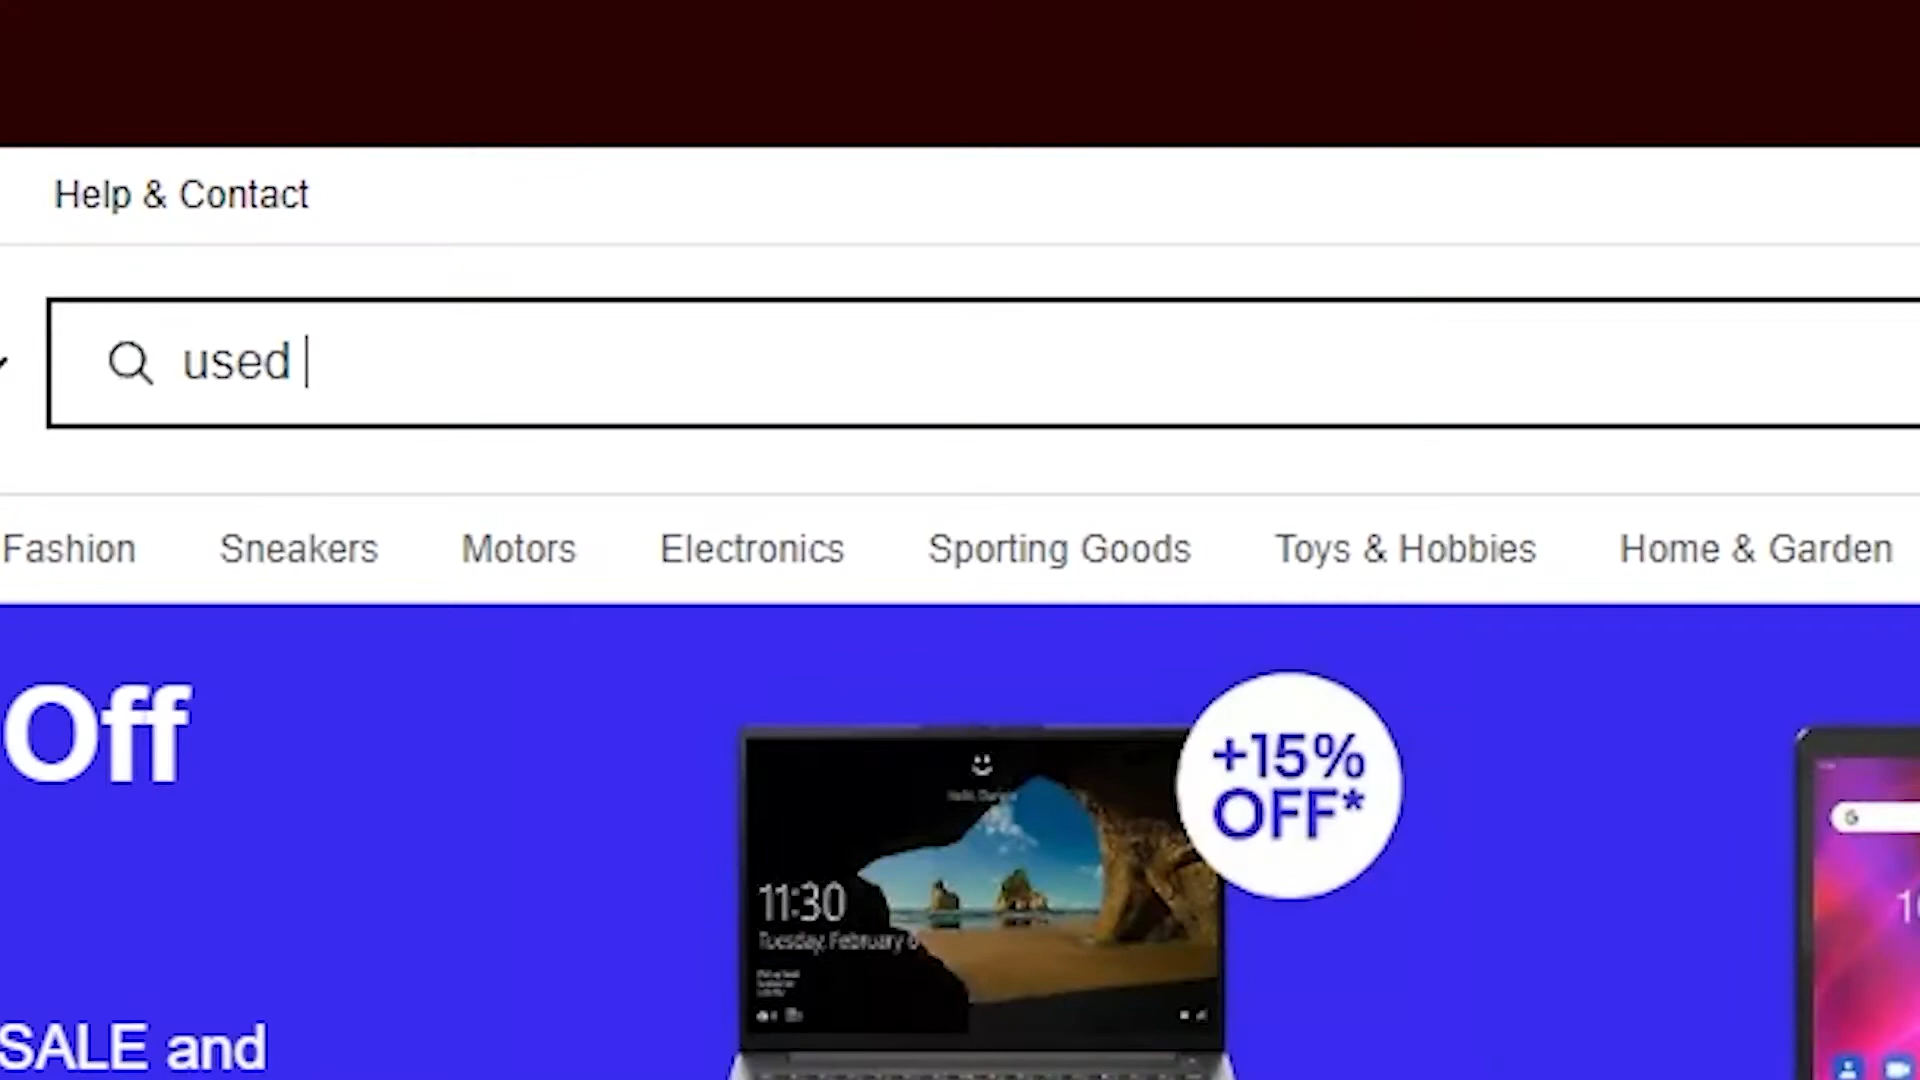 Help & Contact
used
Fashion Sneakers Motors Electronics Sporting Goods Toys & Hobbies Home & Garden
Off
+15%
OFF*
11:30
Tuesday, February
G
SALE and